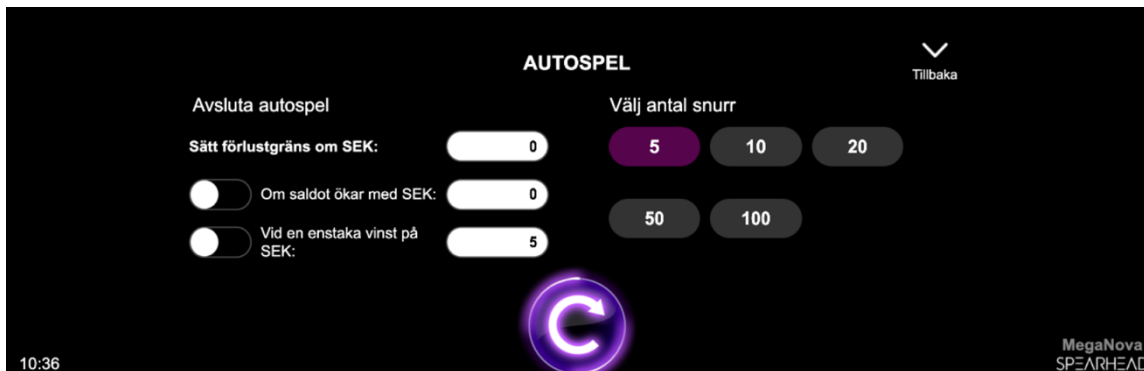 AUTOSPEL
Tillbaka
Avsluta autospel
Sätt förlustgräns om SEK:
0
Om saldot ökar med SEK:
0
Vid en enstaka vinst på
SEK:
5
Välj antal snurr
5 10 20
50 100
10:36
MegaNova
SPEARHEAD